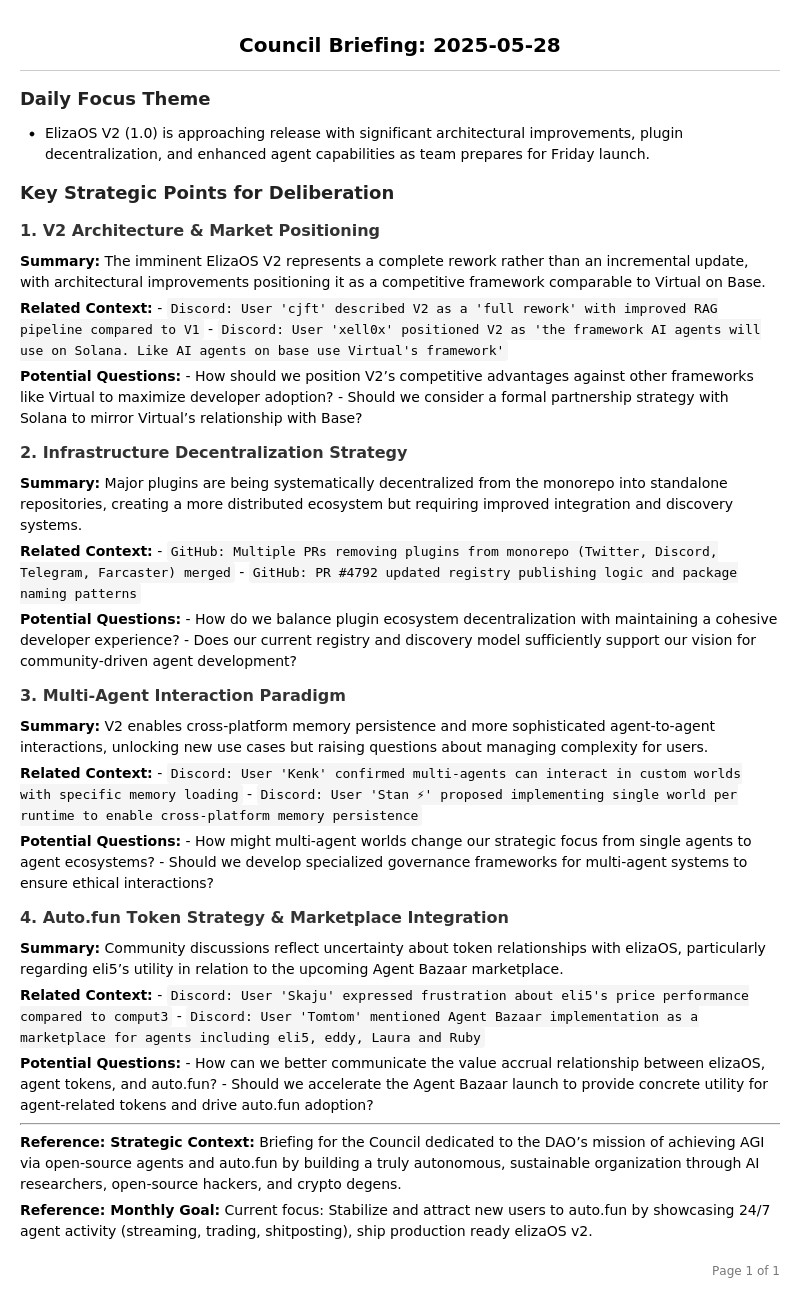 Council Briefing: 2025-05-28
Daily Focus Theme
• ElizaOS V2 (1.0) is approaching release with significant architectural improvements, plugin
decentralization, and enhanced agent capabilities as team prepares for Friday launch.
Key Strategic Points for Deliberation
1. V2 Architecture & Market Positioning
Summary: The imminent ElizaOS V2 represents a complete rework rather than an incremental update,
with architectural improvements positioning it as a competitive framework comparable to Virtual on Base.
Related Context: - Discord: User 'cjft' described V2 as a 'full rework' with improved RAG
pipeline compared to V1 - Discord: User 'xell0x' positioned V2 as 'the framework AI agents will
use on Solana. Like AI agents on base use Virtual's framework'
Potential Questions: - How should we position V2’s competitive advantages against other frameworks
like Virtual to maximize developer adoption? - Should we consider a formal partnership strategy with
Solana to mirror Virtual’s relationship with Base?
2. Infrastructure Decentralization Strategy
Summary: Major plugins are being systematically decentralized from the monorepo into standalone
repositories, creating a more distributed ecosystem but requiring improved integration and discovery
systems.
Related Context: - GitHub: Multiple PRs removing plugins from monorepo (Twitter, Discord,
Telegram, Farcaster) merged - GitHub: PR #4792 updated registry publishing logic and package
naming patterns
Potential Questions: - How do we balance plugin ecosystem decentralization with maintaining a cohesive
developer experience? - Does our current registry and discovery model sufficiently support our vision for
community-driven agent development?
3. Multi-Agent Interaction Paradigm
Summary: V2 enables cross-platform memory persistence and more sophisticated agent-to-agent
interactions, unlocking new use cases but raising questions about managing complexity for users.
Related Context: - Discord: User 'Kenk' confirmed multi-agents can interact in custom worlds
with specific memory loading - Discord: User 'Stan ⚡' proposed implementing single world per
runtime to enable cross-platform memory persistence
Potential Questions: - How might multi-agent worlds change our strategic focus from single agents to
agent ecosystems? - Should we develop specialized governance frameworks for multi-agent systems to
ensure ethical interactions?
4. Auto.fun Token Strategy & Marketplace Integration
Summary: Community discussions reflect uncertainty about token relationships with elizaOS, particularly
regarding eli5’s utility in relation to the upcoming Agent Bazaar marketplace.
Related Context: - Discord: User 'Skaju' expressed frustration about eli5's price performance
compared to comput3 - Discord: User 'Tomtom' mentioned Agent Bazaar implementation as a
marketplace for agents including eli5, eddy, Laura and Ruby
Potential Questions: - How can we better communicate the value accrual relationship between elizaOS,
agent tokens, and auto.fun? - Should we accelerate the Agent Bazaar launch to provide concrete utility for
agent-related tokens and drive auto.fun adoption?
Reference: Strategic Context: Briefing for the Council dedicated to the DAO’s mission of achieving AGI
via open-source agents and auto.fun by building a truly autonomous, sustainable organization through AI
researchers, open-source hackers, and crypto degens.
Reference: Monthly Goal: Current focus: Stabilize and attract new users to auto.fun by showcasing 24/7
agent activity (streaming, trading, shitposting), ship production ready elizaOS v2.
Page 1 of 1